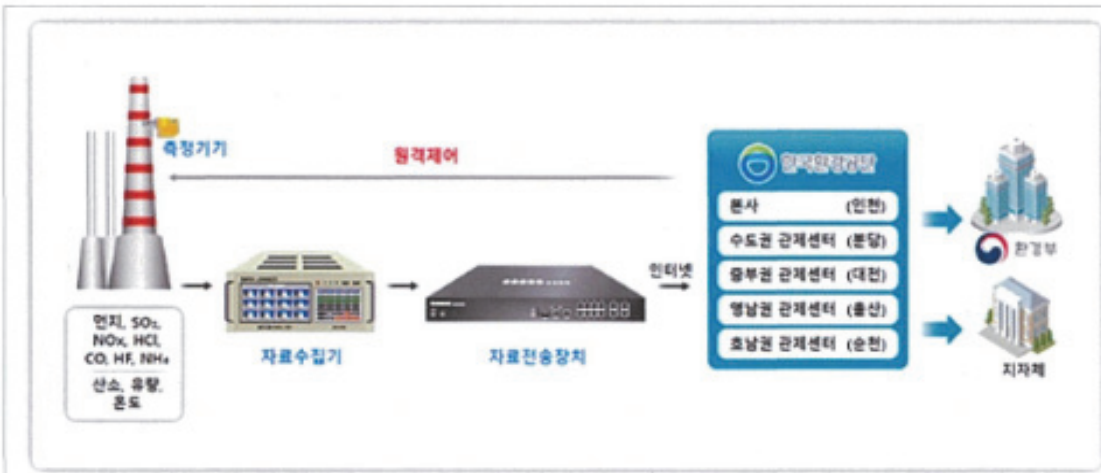 측정기기
원격제어
먼지, SO₂,
NOx, HCl,
CO, HF, NH₄
산소, 유량,
온도
자료수집기
자료전송장치
인터넷
한국환경공단
본사 (인천)
수도권 관제센터 (분당)
중부권 관제센터 (대전)
영남권 관제센터 (울산)
호남권 관제센터 (순천)
환경부
지자체